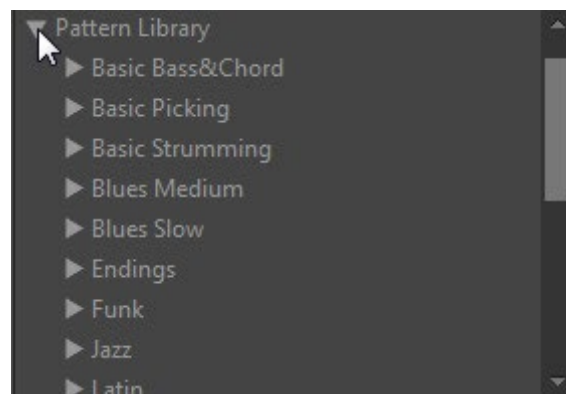 Pattern Library
Basic Bass&Chord
Basic Picking
Basic Strumming
Blues Medium
Blues Slow
Endings
Funk
Jazz
Latin